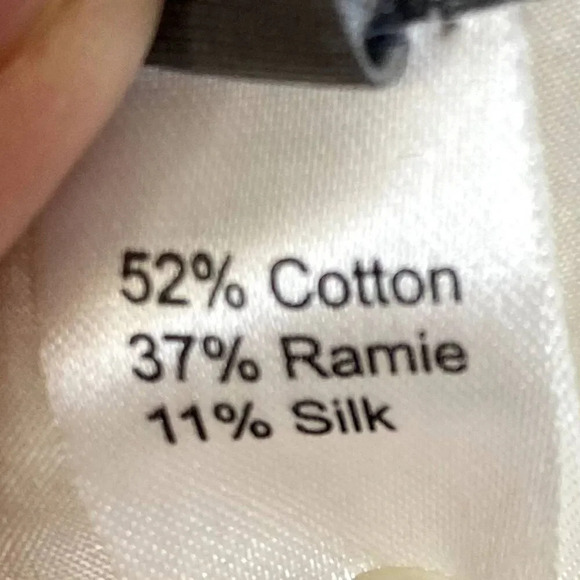 52% Cotton
37% Ramie
11% Silk